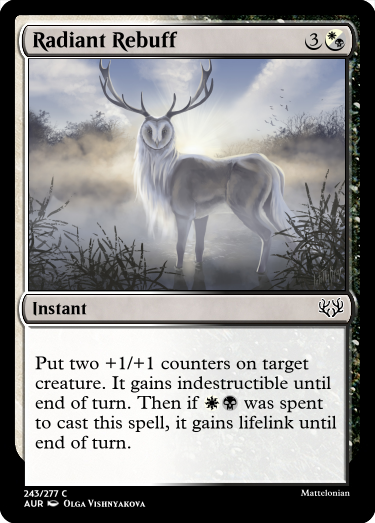 Radiant Rebuff 3
Instant
Put two +1/+1 counters on target
creature. It gains indestructible until
end of turn. Then if was spent
to cast this spell, it gains lifelink until
end of turn.
243/277 C Mattelonian
AUR Olga Vishnyakova